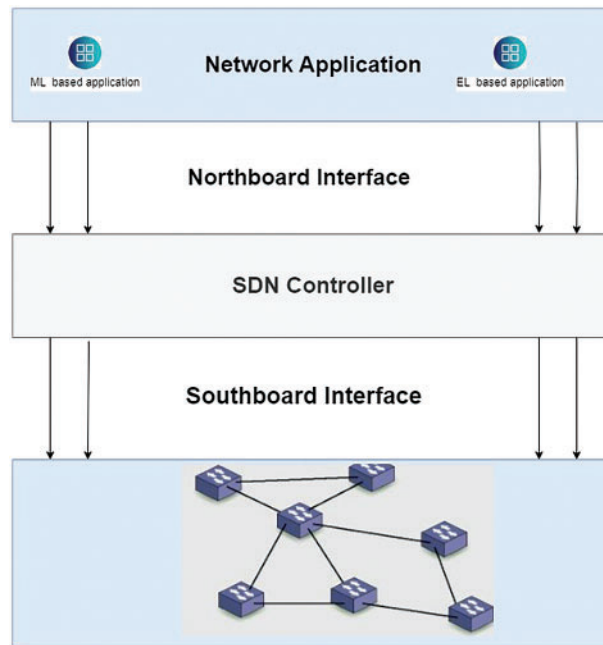 Network Application
ML based application
EL based application
Northboard Interface
SDN Controller
Southboard Interface